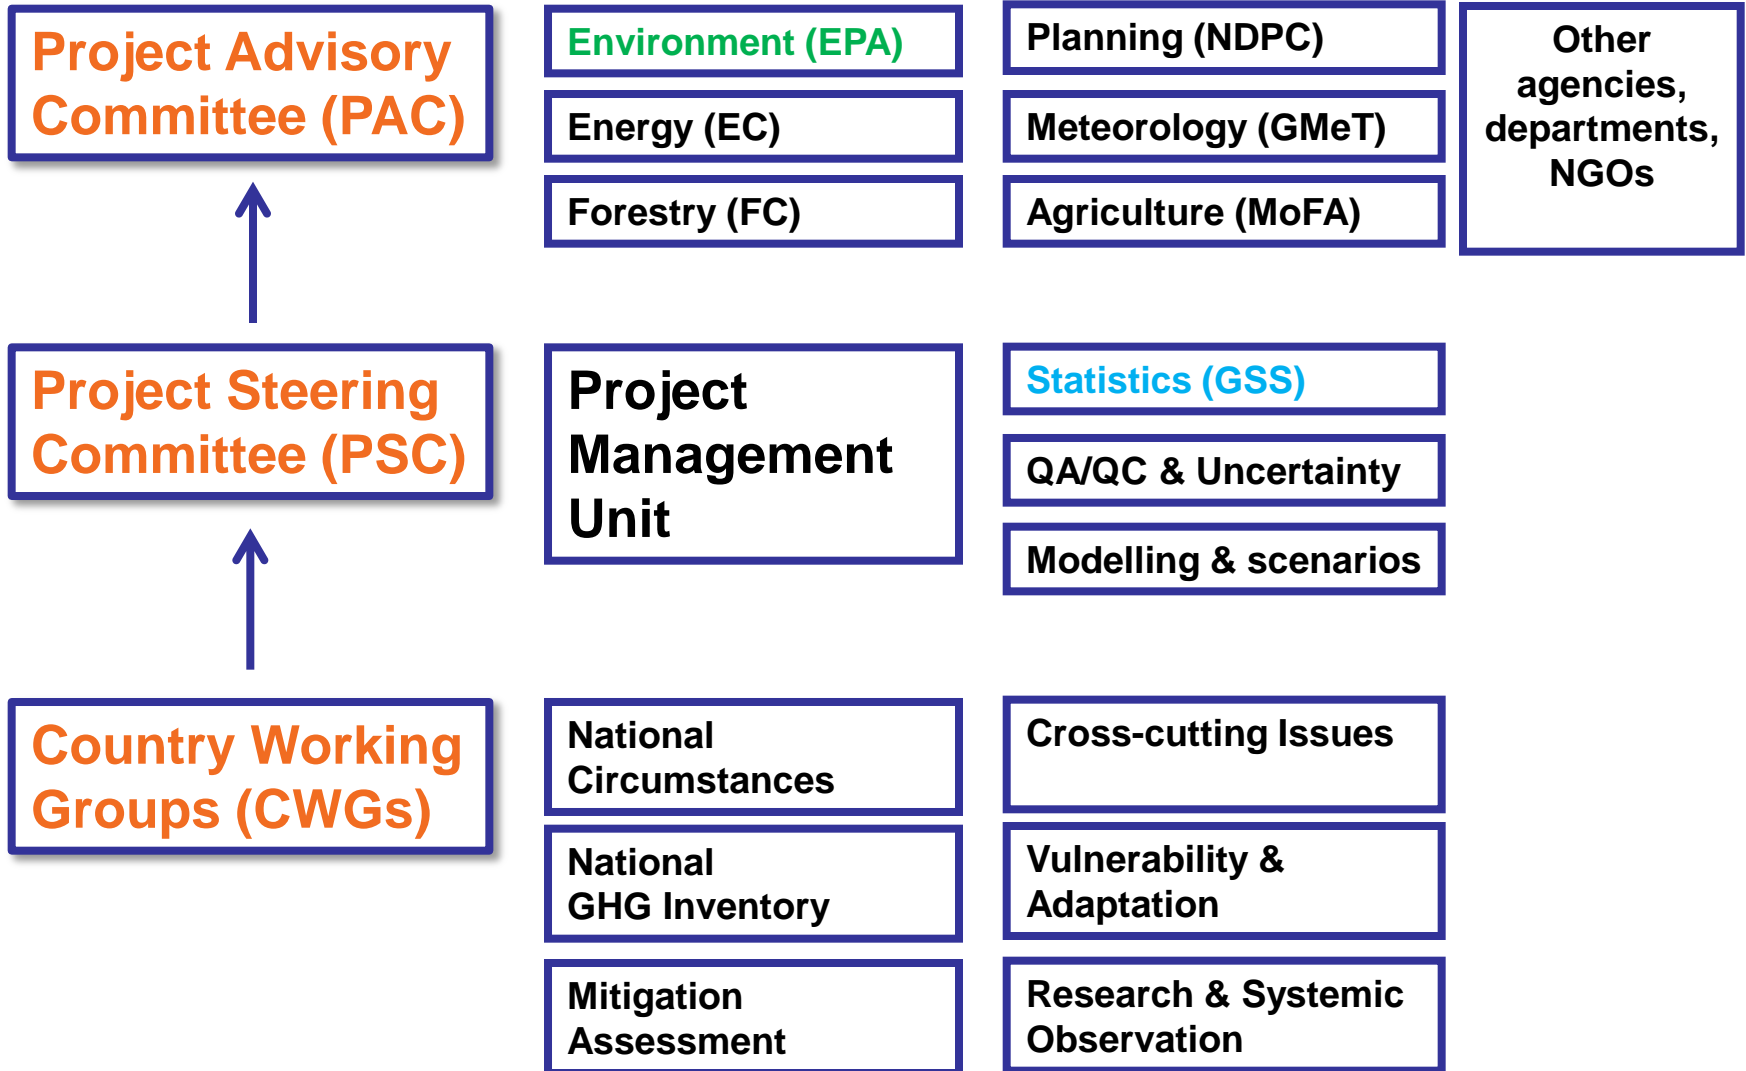 Project Advisory
Committee (PAC)
Environment (EPA)
Energy (EC)
Forestry (FC)
Planning (NDPC)
Meteorology (GMeT)
Agriculture (MoFA)
Other
agencies,
departments,
NGOs
Project Steering
Committee (PSC)
Project
Management
Unit
Statistics (GSS)
QA/QC & Uncertainty
Modelling & scenarios
Country Working
Groups (CWGs)
National
Circumstances
National
GHG Inventory
Mitigation
Assessment
Cross-cutting Issues
Vulnerability &
Adaptation
Research & Systemic
Observation